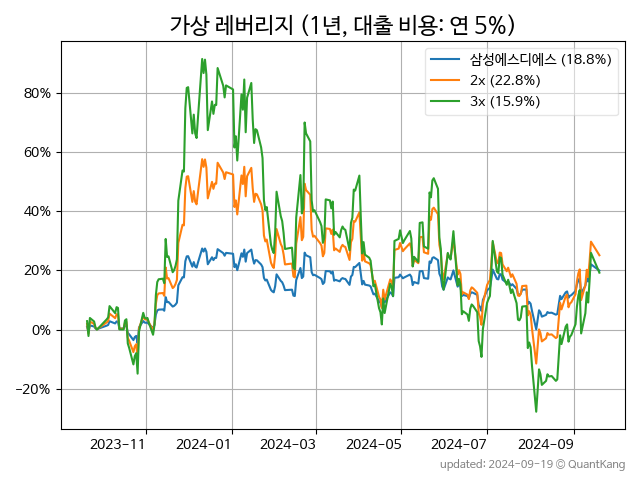 가상 레버리지 (1년, 대출 비용: 연 5%)
삼성에스디에스 (18.8%)
2x (22.8%)
3x (15.9%)
80%
60%
40%
20%
0%
−20%
2023-11
2024-01
2024-03
2024-05
2024-07
2024-09
updated: 2024-09-19 © QuantKang